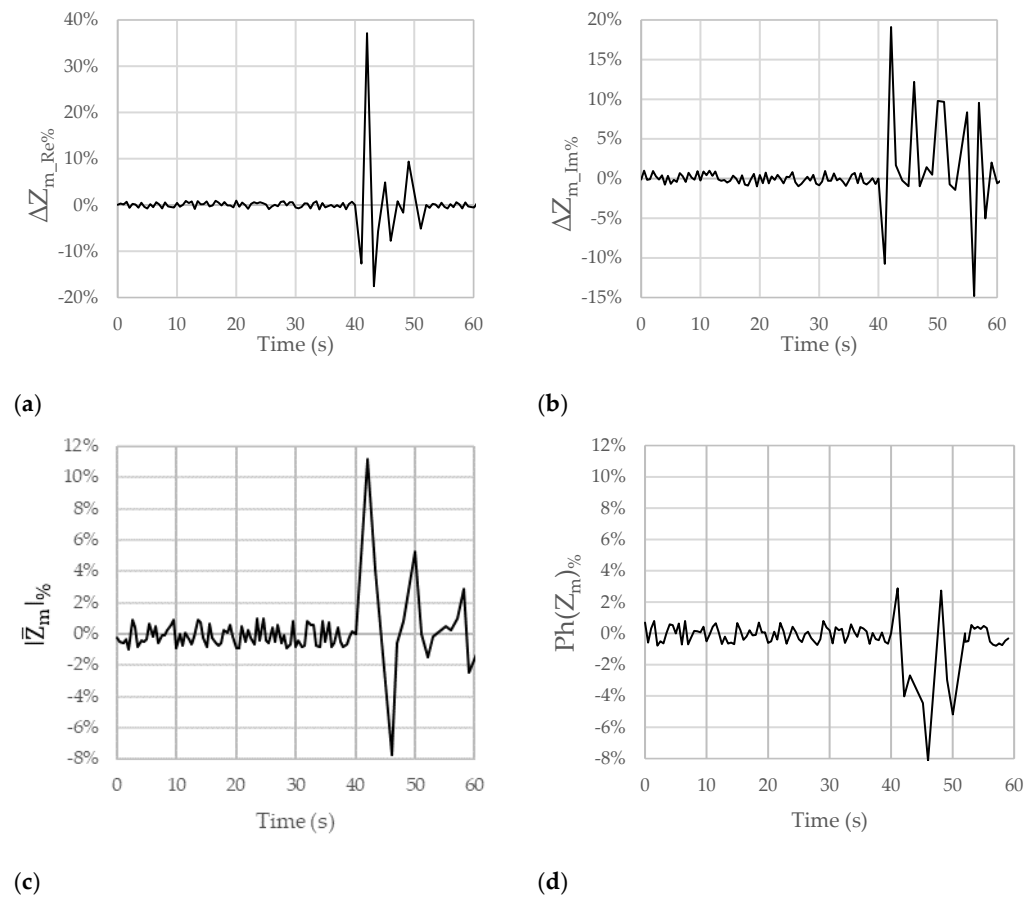 40%
30%
20%
10%
0%
-10%
-20%
ΔZm_Re%
0 10 20 30 40 50 60
Time (s)
(a)
20%
15%
10%
5%
0%
-5%
-10%
-15%
ΔZm_Im%
0 10 20 30 40 50 60
Time (s)
(b)
12%
10%
8%
6%
4%
2%
0%
-2%
-4%
-6%
-8%
|Z̄m|%
0 10 20 30 40 50 60
Time (s)
(c)
12%
10%
8%
6%
4%
2%
0%
-2%
-4%
-6%
-8%
Ph(Zm)%
0 10 20 30 40 50 60
Time (s)
(d)